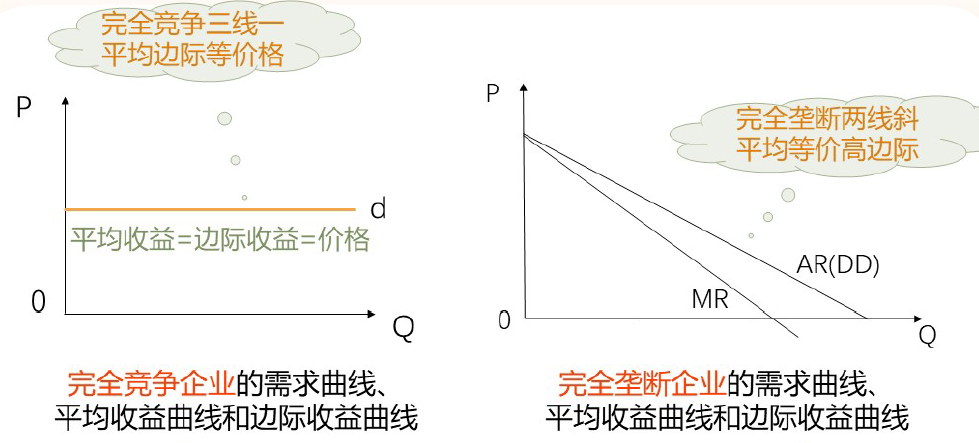 完全竞争三线一
平均边际等价格
P
d
平均收益=边际收益=价格
0
Q
完全竞争企业的需求曲线、
平均收益曲线和边际收益曲线
P
完全垄断两线斜
平均等价高边际
AR(DD)
MR
0
Q
完全垄断企业的需求曲线、
平均收益曲线和边际收益曲线